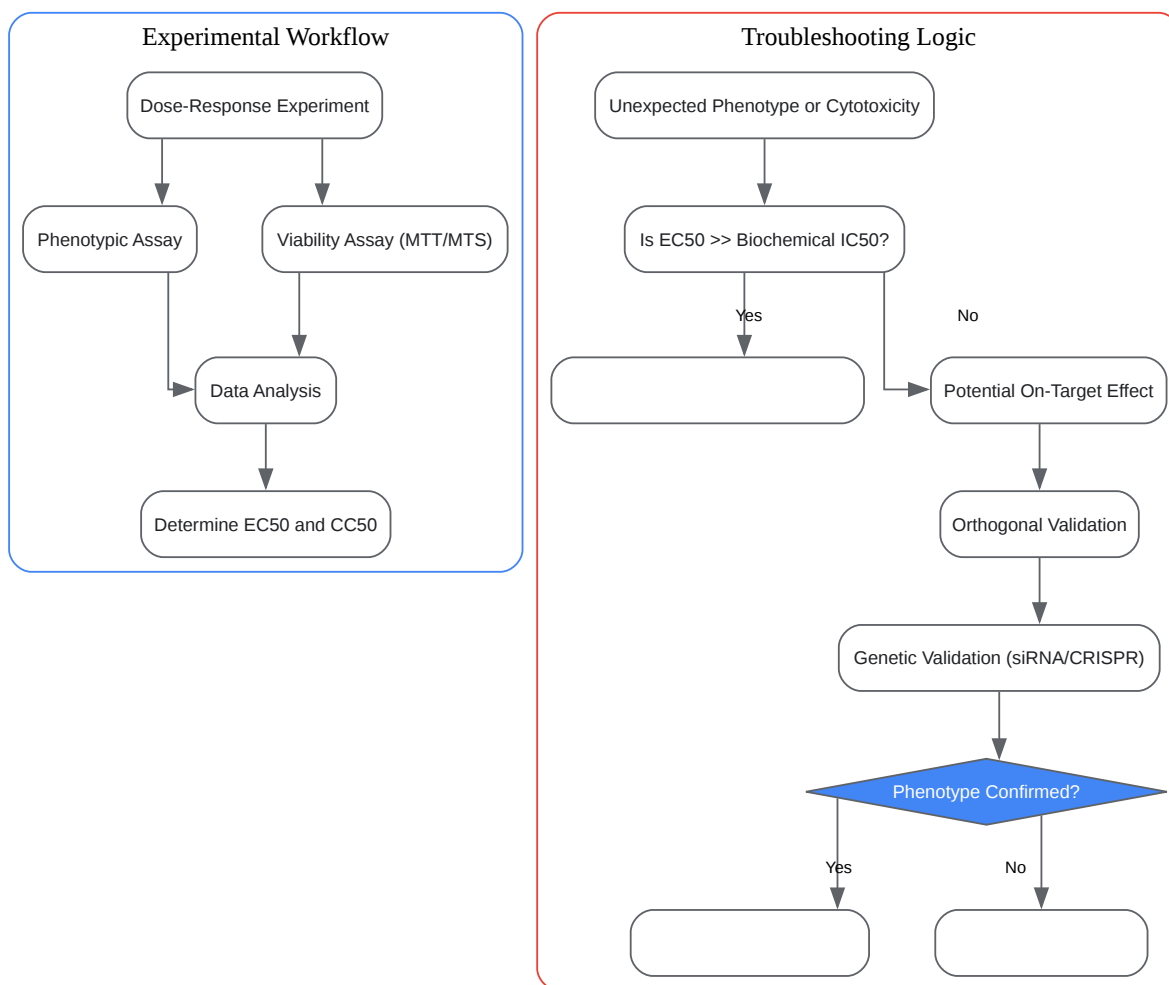 Experimental Workflow
Dose-Response Experiment
Phenotypic Assay
Viability Assay (MTT/MTS)
Data Analysis
Determine EC50 and CC50
Troubleshooting Logic
Unexpected Phenotype or Cytotoxicity
Is EC50 >> Biochemical IC50?
Yes
No
Potential On-Target Effect
Orthogonal Validation
Genetic Validation (siRNA/CRISPR)
Phenotype Confirmed?
Yes
No